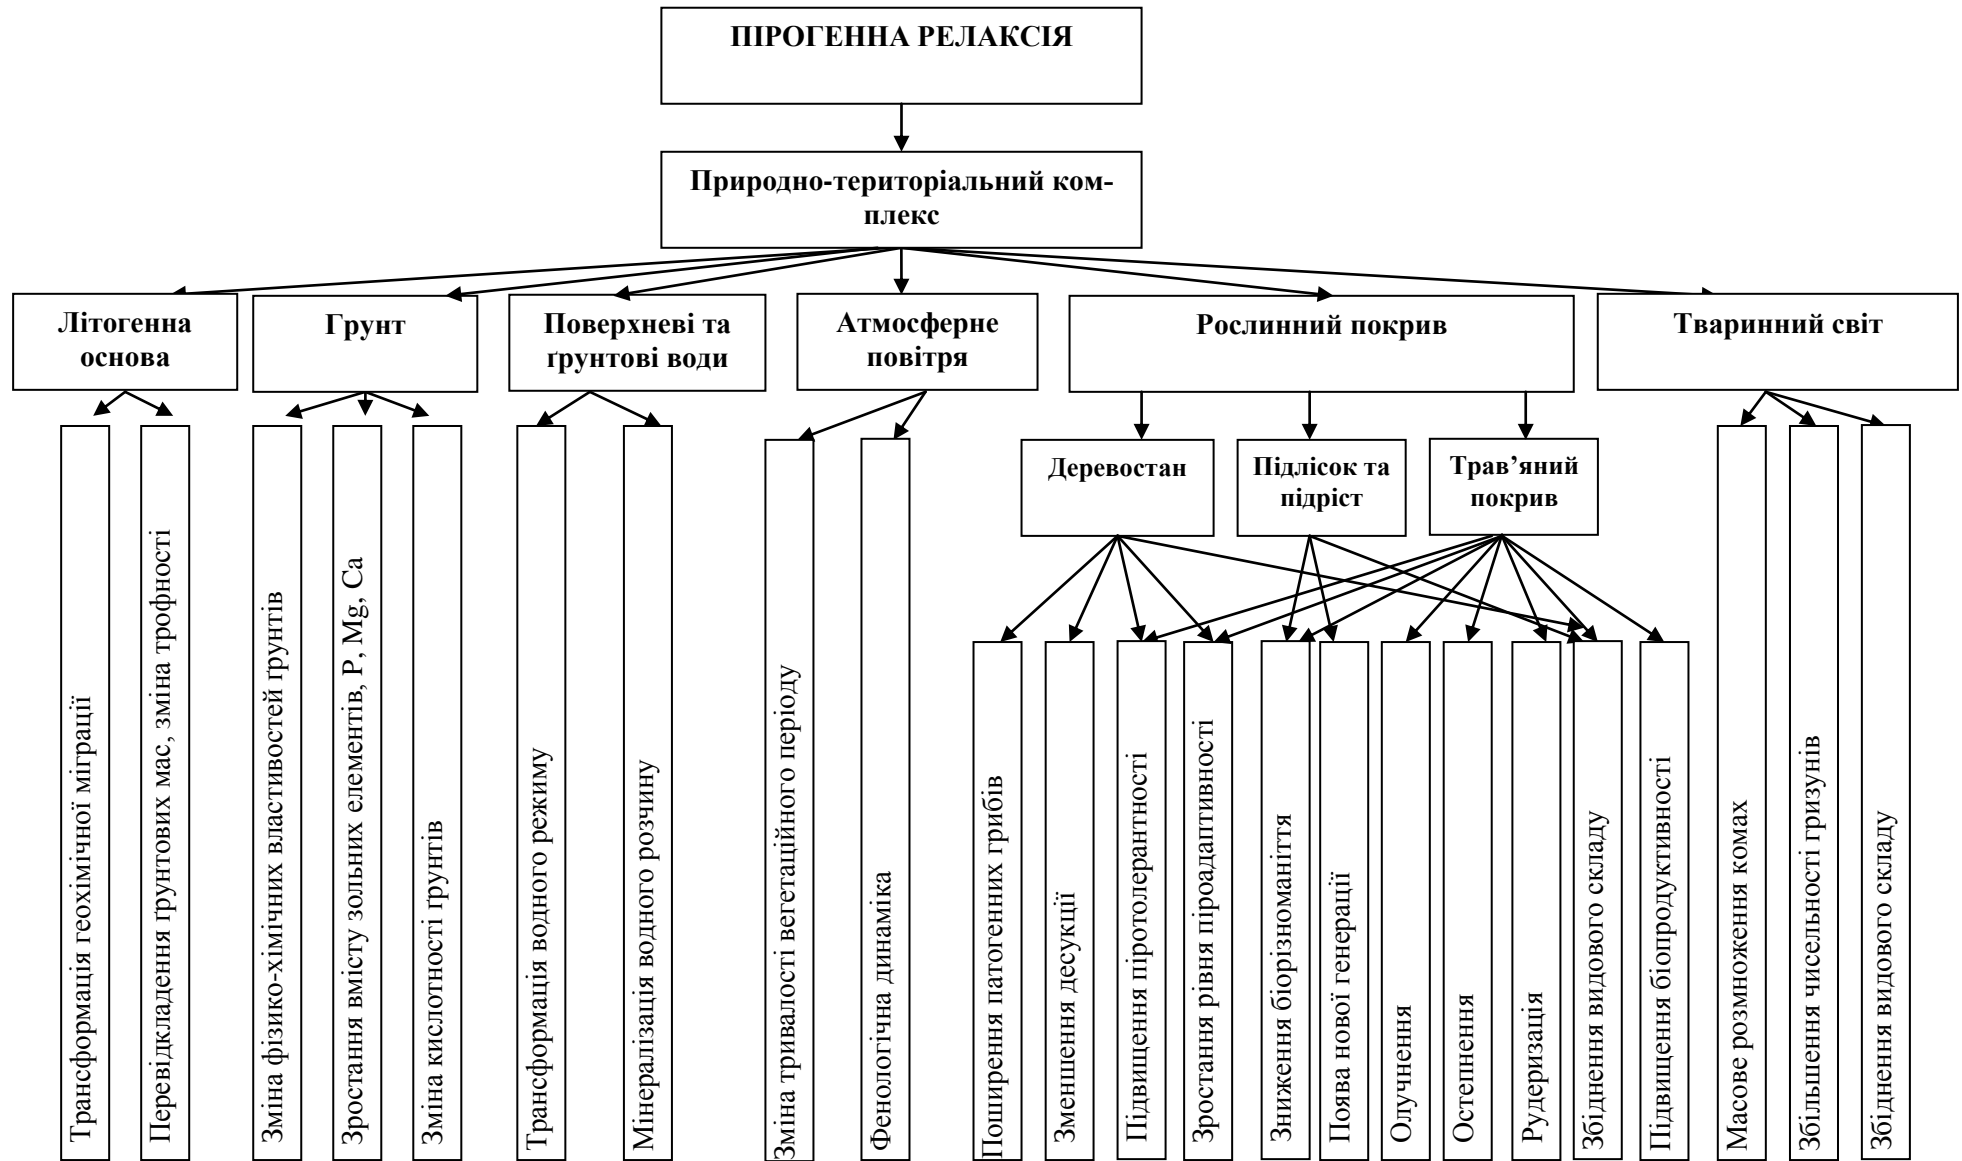 ПІРОГЕННА РЕЛАКСІЯ
Природно-територіальний ком-
плекс
Літогенна
основа
Грунт
Поверхневі та
ґрунтові води
Атмосферне
повітря
Рослинний покрив
Тваринний світ
Деревостан
Підлісок та
підріст
Трав’яний
покрив
Трансформація геохімічної міграції
Перевідкладення ґрунтових мас, зміна трофності
Зміна фізико-хімічних властивостей ґрунтів
Зростання вмісту зольних елементів, P, Mg, Ca
Зміна кислотності ґрунтів
Трансформація водного режиму
Мінералізація водного розчину
Зміна тривалості вегетаційного періоду
Фенологічна динаміка
Поширення патогенних грибів
Зменшення десукції
Підвищення піротолерантності
Зростання рівня піроадаптивності
Зниження біорізноманіття
Поява нової генерації
Олучнення
Остепнення
Рудеризація
Збіднення видового складу
Підвищення біопродуктивності
Масове розмноження комах
Збільшення чисельності гризунів
Збіднення видового складу